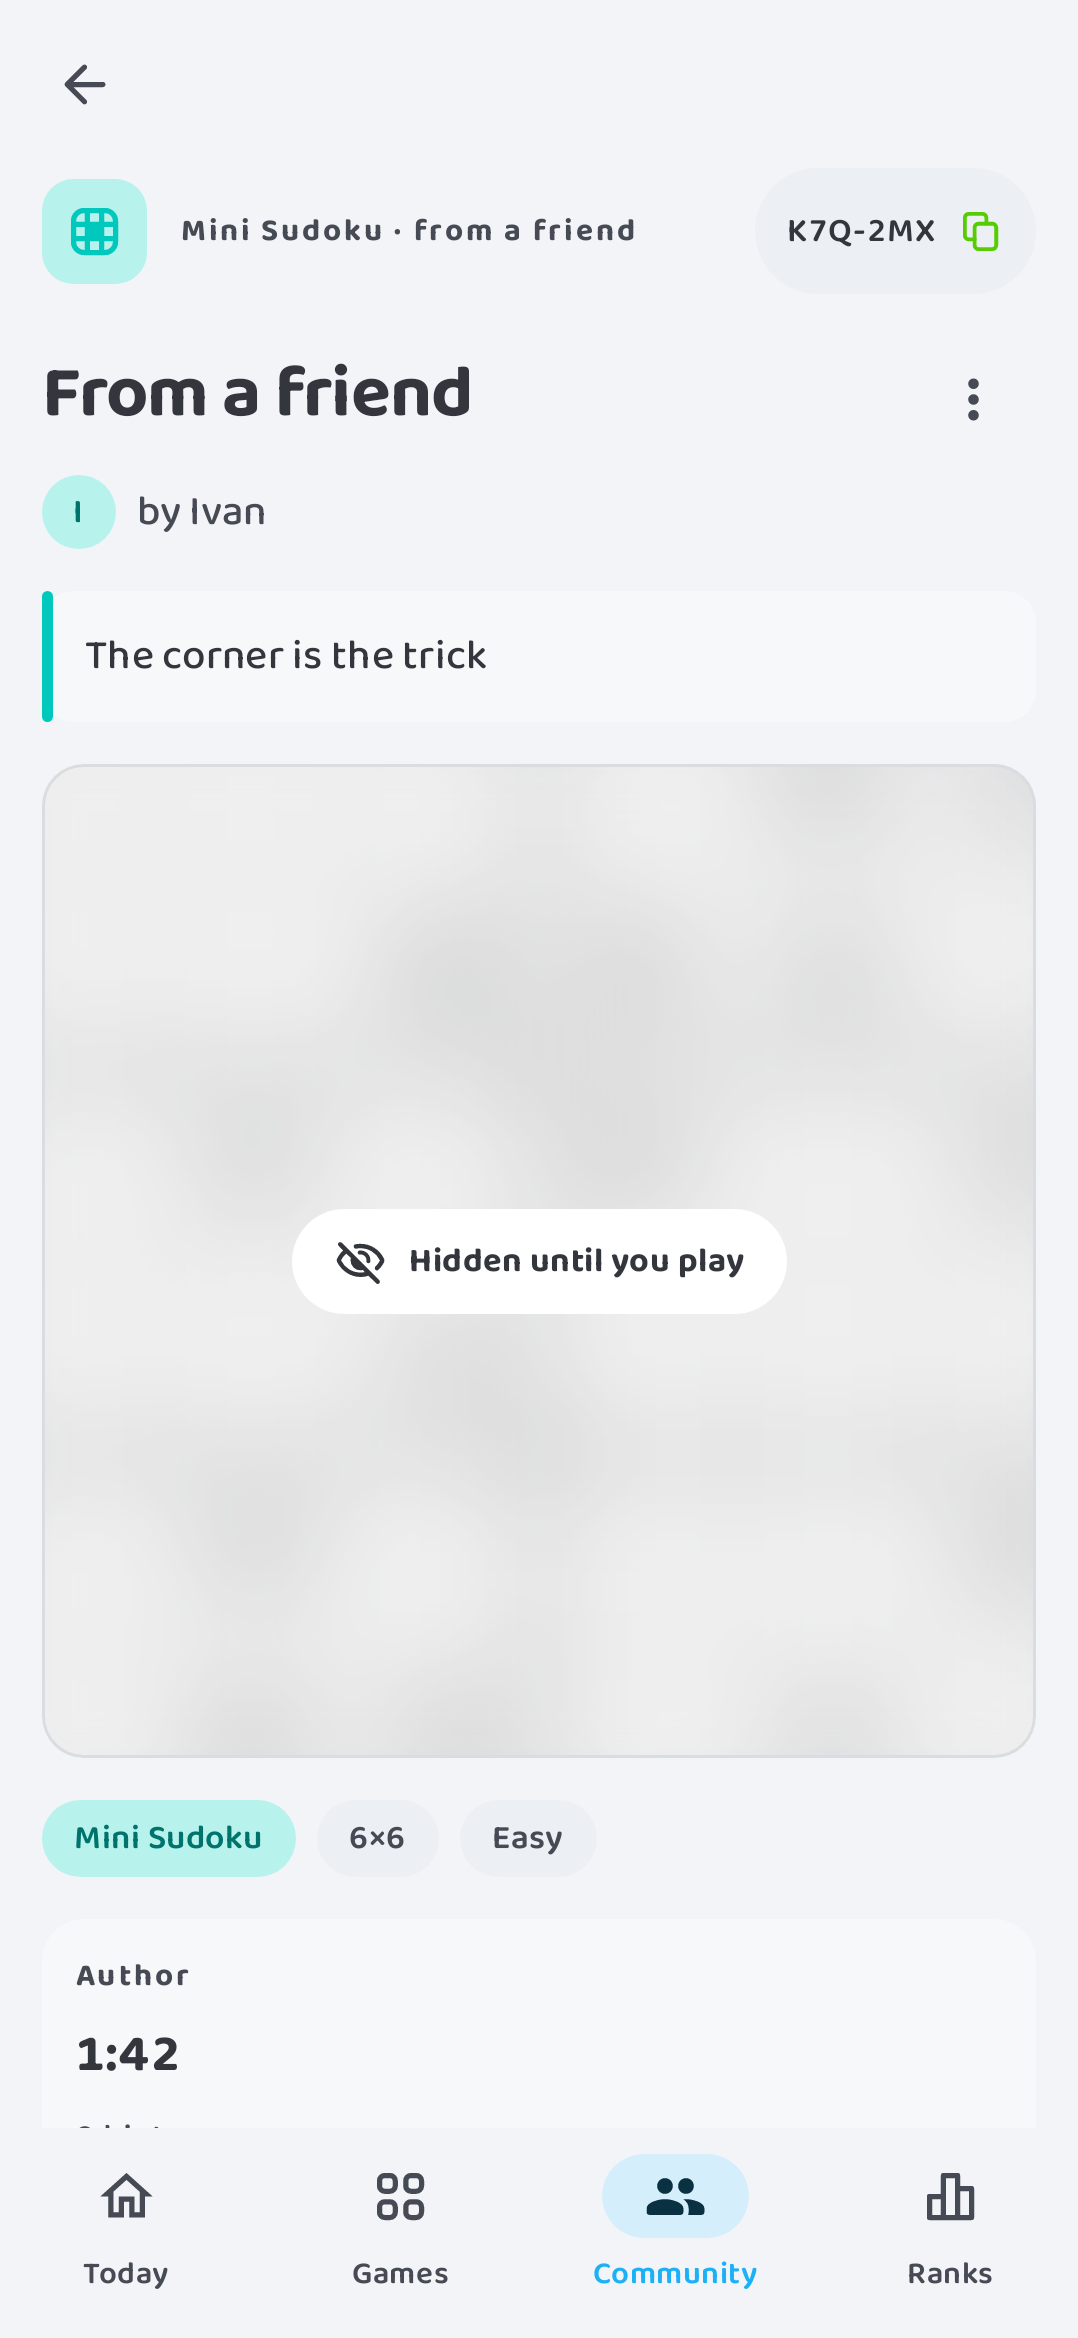 Mini Sudoku · from a friend
K7Q-2MX
From a friend
I
by Ivan
The corner is the trick
Hidden until you play
Mini Sudoku
6×6
Easy
Author
1:42
Today
Games
Community
Ranks